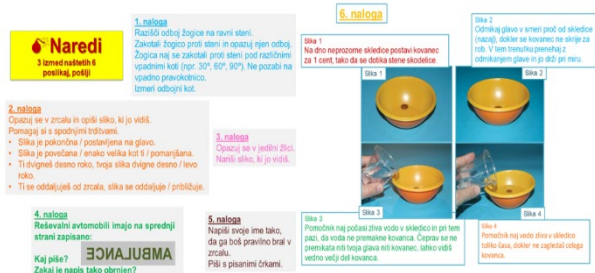 Naredi
3 izmed naštetih 6
poslikaj, pošlji
1. naloga
Razišči odboj žogice na ravni steni.
Zakotali žogico proti steni in opazuj njen odboj.
Žogica naj se zakotali proti steni pod različnimi
vpadnimi koti (npr. 30º, 60º, 90º). Ne pozabi na
vpadno pravokotnico.
Izmeri odbojni kot.
2. naloga
Opazuj se v zrcalu in opiši sliko, ki jo vidiš.
Pomagaj si s spodnjimi trditvami.
• Slika je pokončna / postavljena na glavo.
• Slika je povečana / enako velika kot ti / pomanjšana.
• Ti dvigneš desno roko, tvoja slika dvigne desno / levo
roko.
• Ti se oddaljuješ od zrcala, slika se oddaljuje / približuje.
3. naloga
Opazuj se v jedilni žlici.
Nariši sliko, ki jo vidiš.
4. naloga
Reševalni avtomobili imajo na sprednji
strani zapisano:
Kaj piše?
AMBULANCE
Zakaj je napis tako obrnjen?
5. naloga
Napiši svoje ime tako,
da ga boš pravilno bral v
zrcalu.
Piši s pisanimi črkami.
6. naloga
Slika 1
Na dno neprozorne skledice postavi kovanec
za 1 cent, tako da se dotika stene skodelice.
Slika 2
Odmikaj glavo v smeri proč od skledice
(nazaj), dokler se kovanec ne skrije za
rob. V tem trenutku prenehaj z
odmikanjem glave in jo drži pri miru.
Slika 1
Slika 2
Slika 3
Slika 4
Slika 3
Pomočnik naj počasi zliva vodo v skledico in pri tem
pazi, da voda ne premakne kovanca. Čeprav se ne
premikata niti tvoja glava niti kovanec, lahko vidiš
vedno večji del kovanca.
Slika 4
Pomočnik naj vodo zliva v skledico
toliko časa, dokler ne zagledaš celega
kovanca.